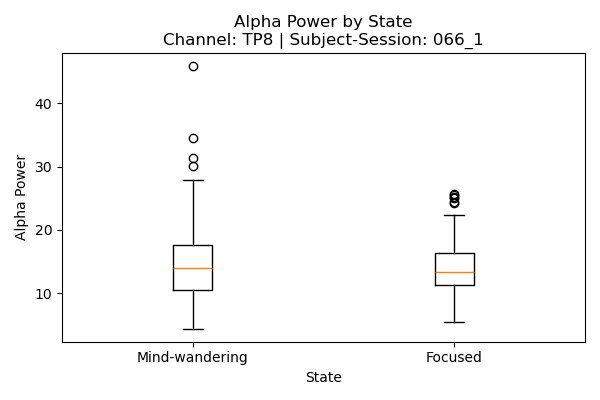 Alpha Power by State
Channel: TP8 | Subject-Session: 066_1
Alpha Power
40
30
20
10
Mind-wandering
Focused
State